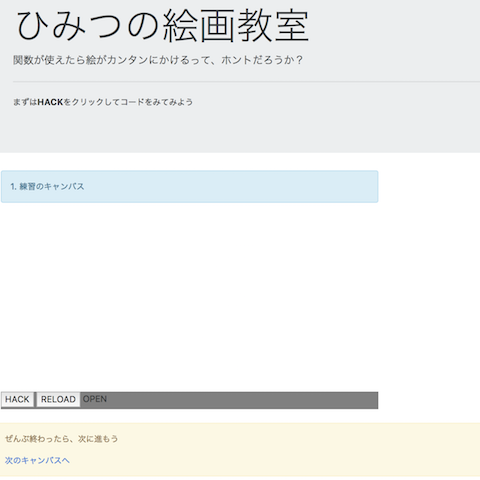 ひみつの絵画教室
関数が使えたら絵がカンタンにかけるって、ホントだろうか？
まずはHACKをクリックしてコードをみてみよう
1. 練習のキャンバス
HACK RELOAD OPEN
ぜんぶ終わったら、次に進もう
次のキャンバスへ